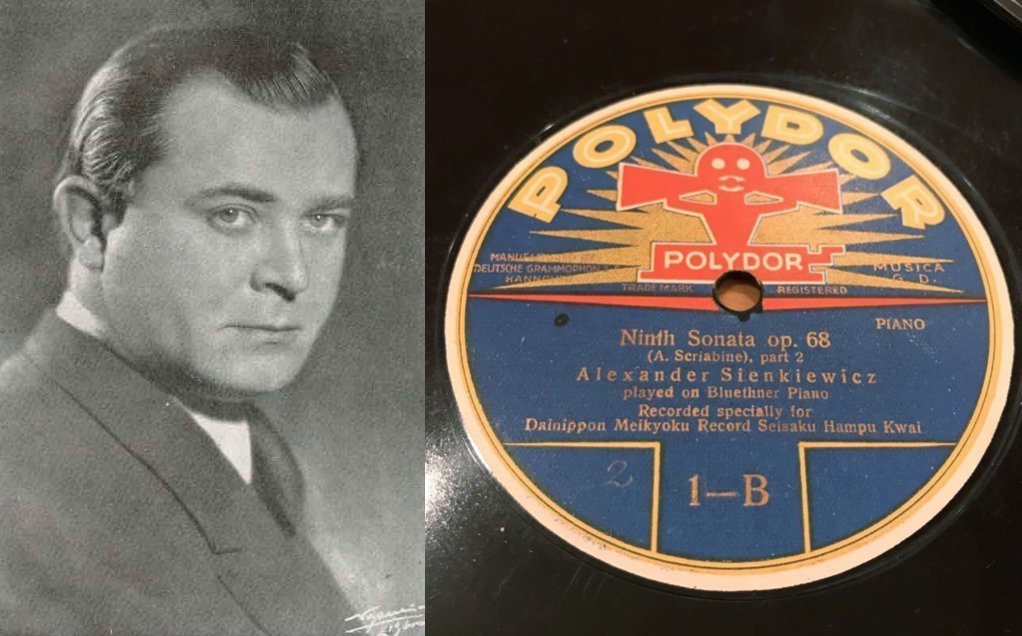 POLYDOR
POLYDOR
DEUTSCHE GRAMMOPHON
MUSICA
G. D.
TRADE MARK REGISTERED
PIANO
Ninth Sonata op. 68
(A. Scriabine), part 2
Alexander Sienkiewicz
played on Bluethner Piano
Recorded specially for
Dainippon Meikyoku Record Seisaku Hampu Kwai
2
1—B